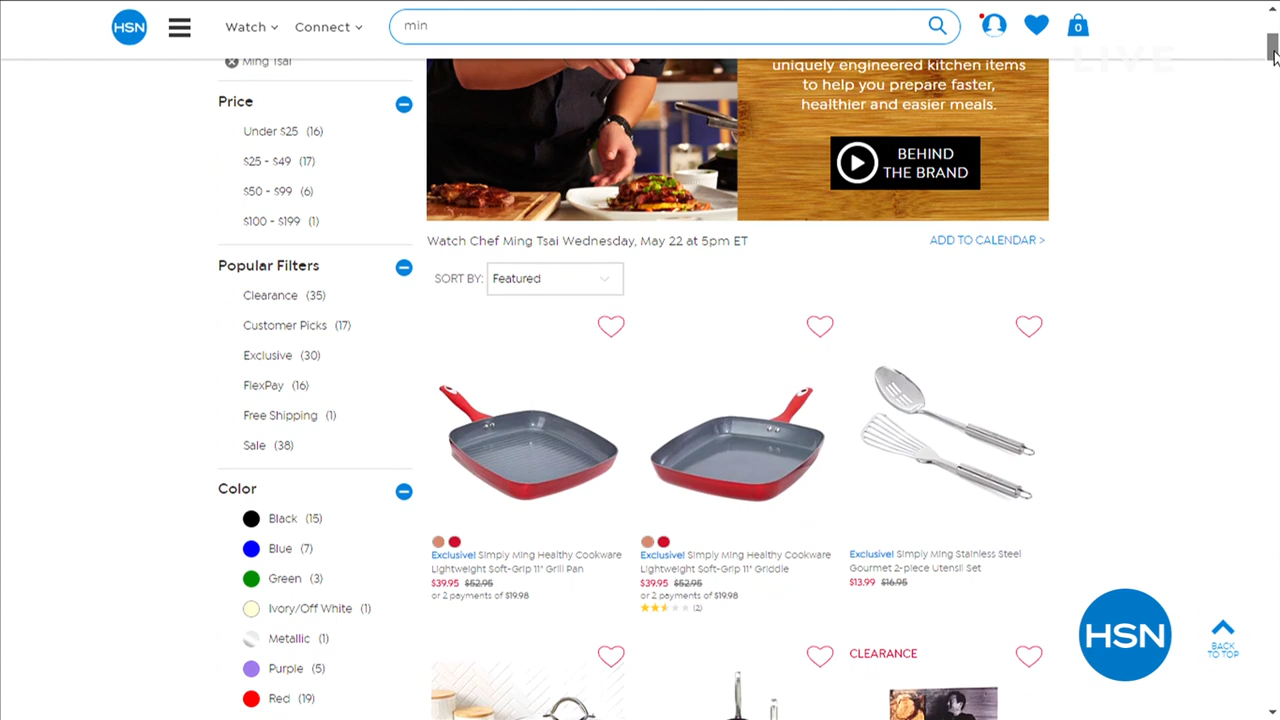 HSN
Watch
Connect
min
0
LIVE
Ming Tsai
Price
Under $25 (16)
$25 - $49 (17)
$50 - $99 (6)
$100 - $199 (1)
Popular Filters
Clearance (35)
Customer Picks (17)
Exclusive (30)
FlexPay (16)
Free Shipping (1)
Sale (38)
Color
Black (15)
Blue (7)
Green (3)
Ivory/Off White (1)
Metallic (1)
Purple (5)
Red (19)
uniquely engineered kitchen items
to help you prepare faster,
healthier and easier meals.
BEHIND
THE BRAND
Watch Chef Ming Tsai Wednesday, May 22 at 5pm ET
ADD TO CALENDAR >
SORT BY: Featured
Exclusive! Simply Ming Healthy Cookware
Lightweight Soft-Grip 11" Grill Pan
$39.95 $52.95
or 2 payments of $19.98
Exclusive! Simply Ming Healthy Cookware
Lightweight Soft-Grip 11" Griddle
$39.95 $52.95
or 2 payments of $19.98
(2)
Exclusive! Simply Ming Stainless Steel
Gourmet 2-piece Utensil Set
$13.99 $16.95
CLEARANCE
HSN
BACK
TO TOP